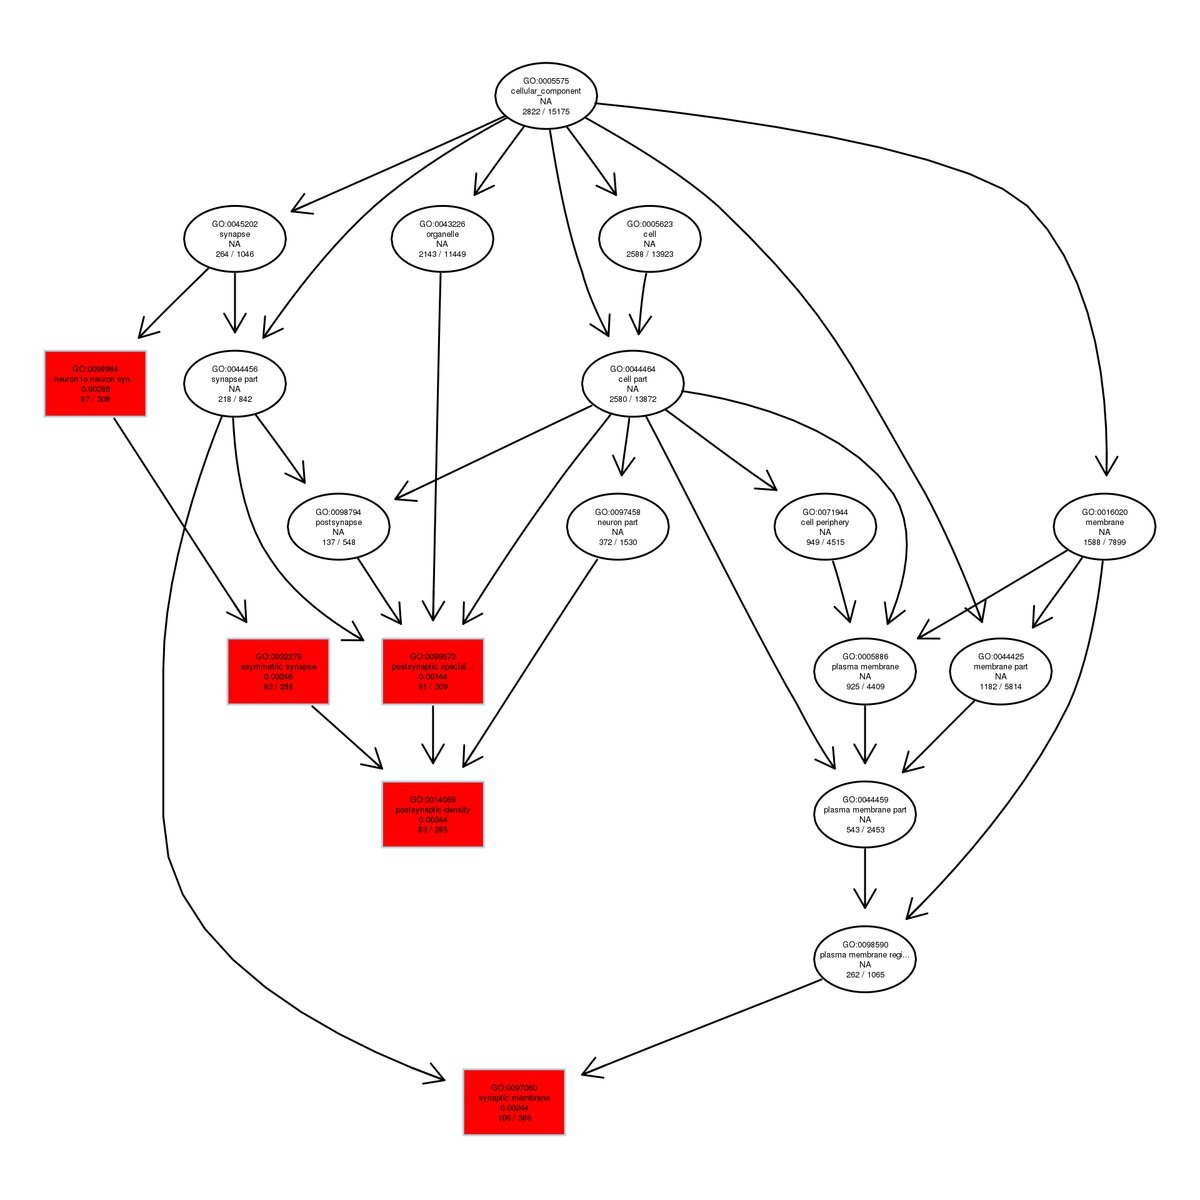 GO:0005575
cellular_component
NA
2822 / 15175
GO:0045202
synapse
NA
264 / 1046
GO:0043226
organelle
NA
2143 / 11449
GO:0005623
cell
NA
2588 / 13923
GO:0098984
neuron to neuron syn...
0.00286
87 / 308
GO:0044456
synapse part
NA
218 / 842
GO:0044464
cell part
NA
2580 / 13872
GO:0098794
postsynapse
NA
137 / 548
GO:0097458
neuron part
NA
372 / 1530
GO:0071944
cell periphery
NA
949 / 4515
GO:0016020
membrane
NA
1588 / 7899
GO:0032279
asymmetric synapse
0.00246
83 / 288
GO:0099572
postsynaptic special...
0.00144
91 / 309
GO:0005886
plasma membrane
NA
925 / 4409
GO:0044425
membrane part
NA
1182 / 5814
GO:0014069
postsynaptic density
0.00244
83 / 285
GO:0044459
plasma membrane part
NA
543 / 2453
GO:0098590
plasma membrane regi...
NA
262 / 1065
GO:0097060
synaptic membrane
0.00244
106 / 396